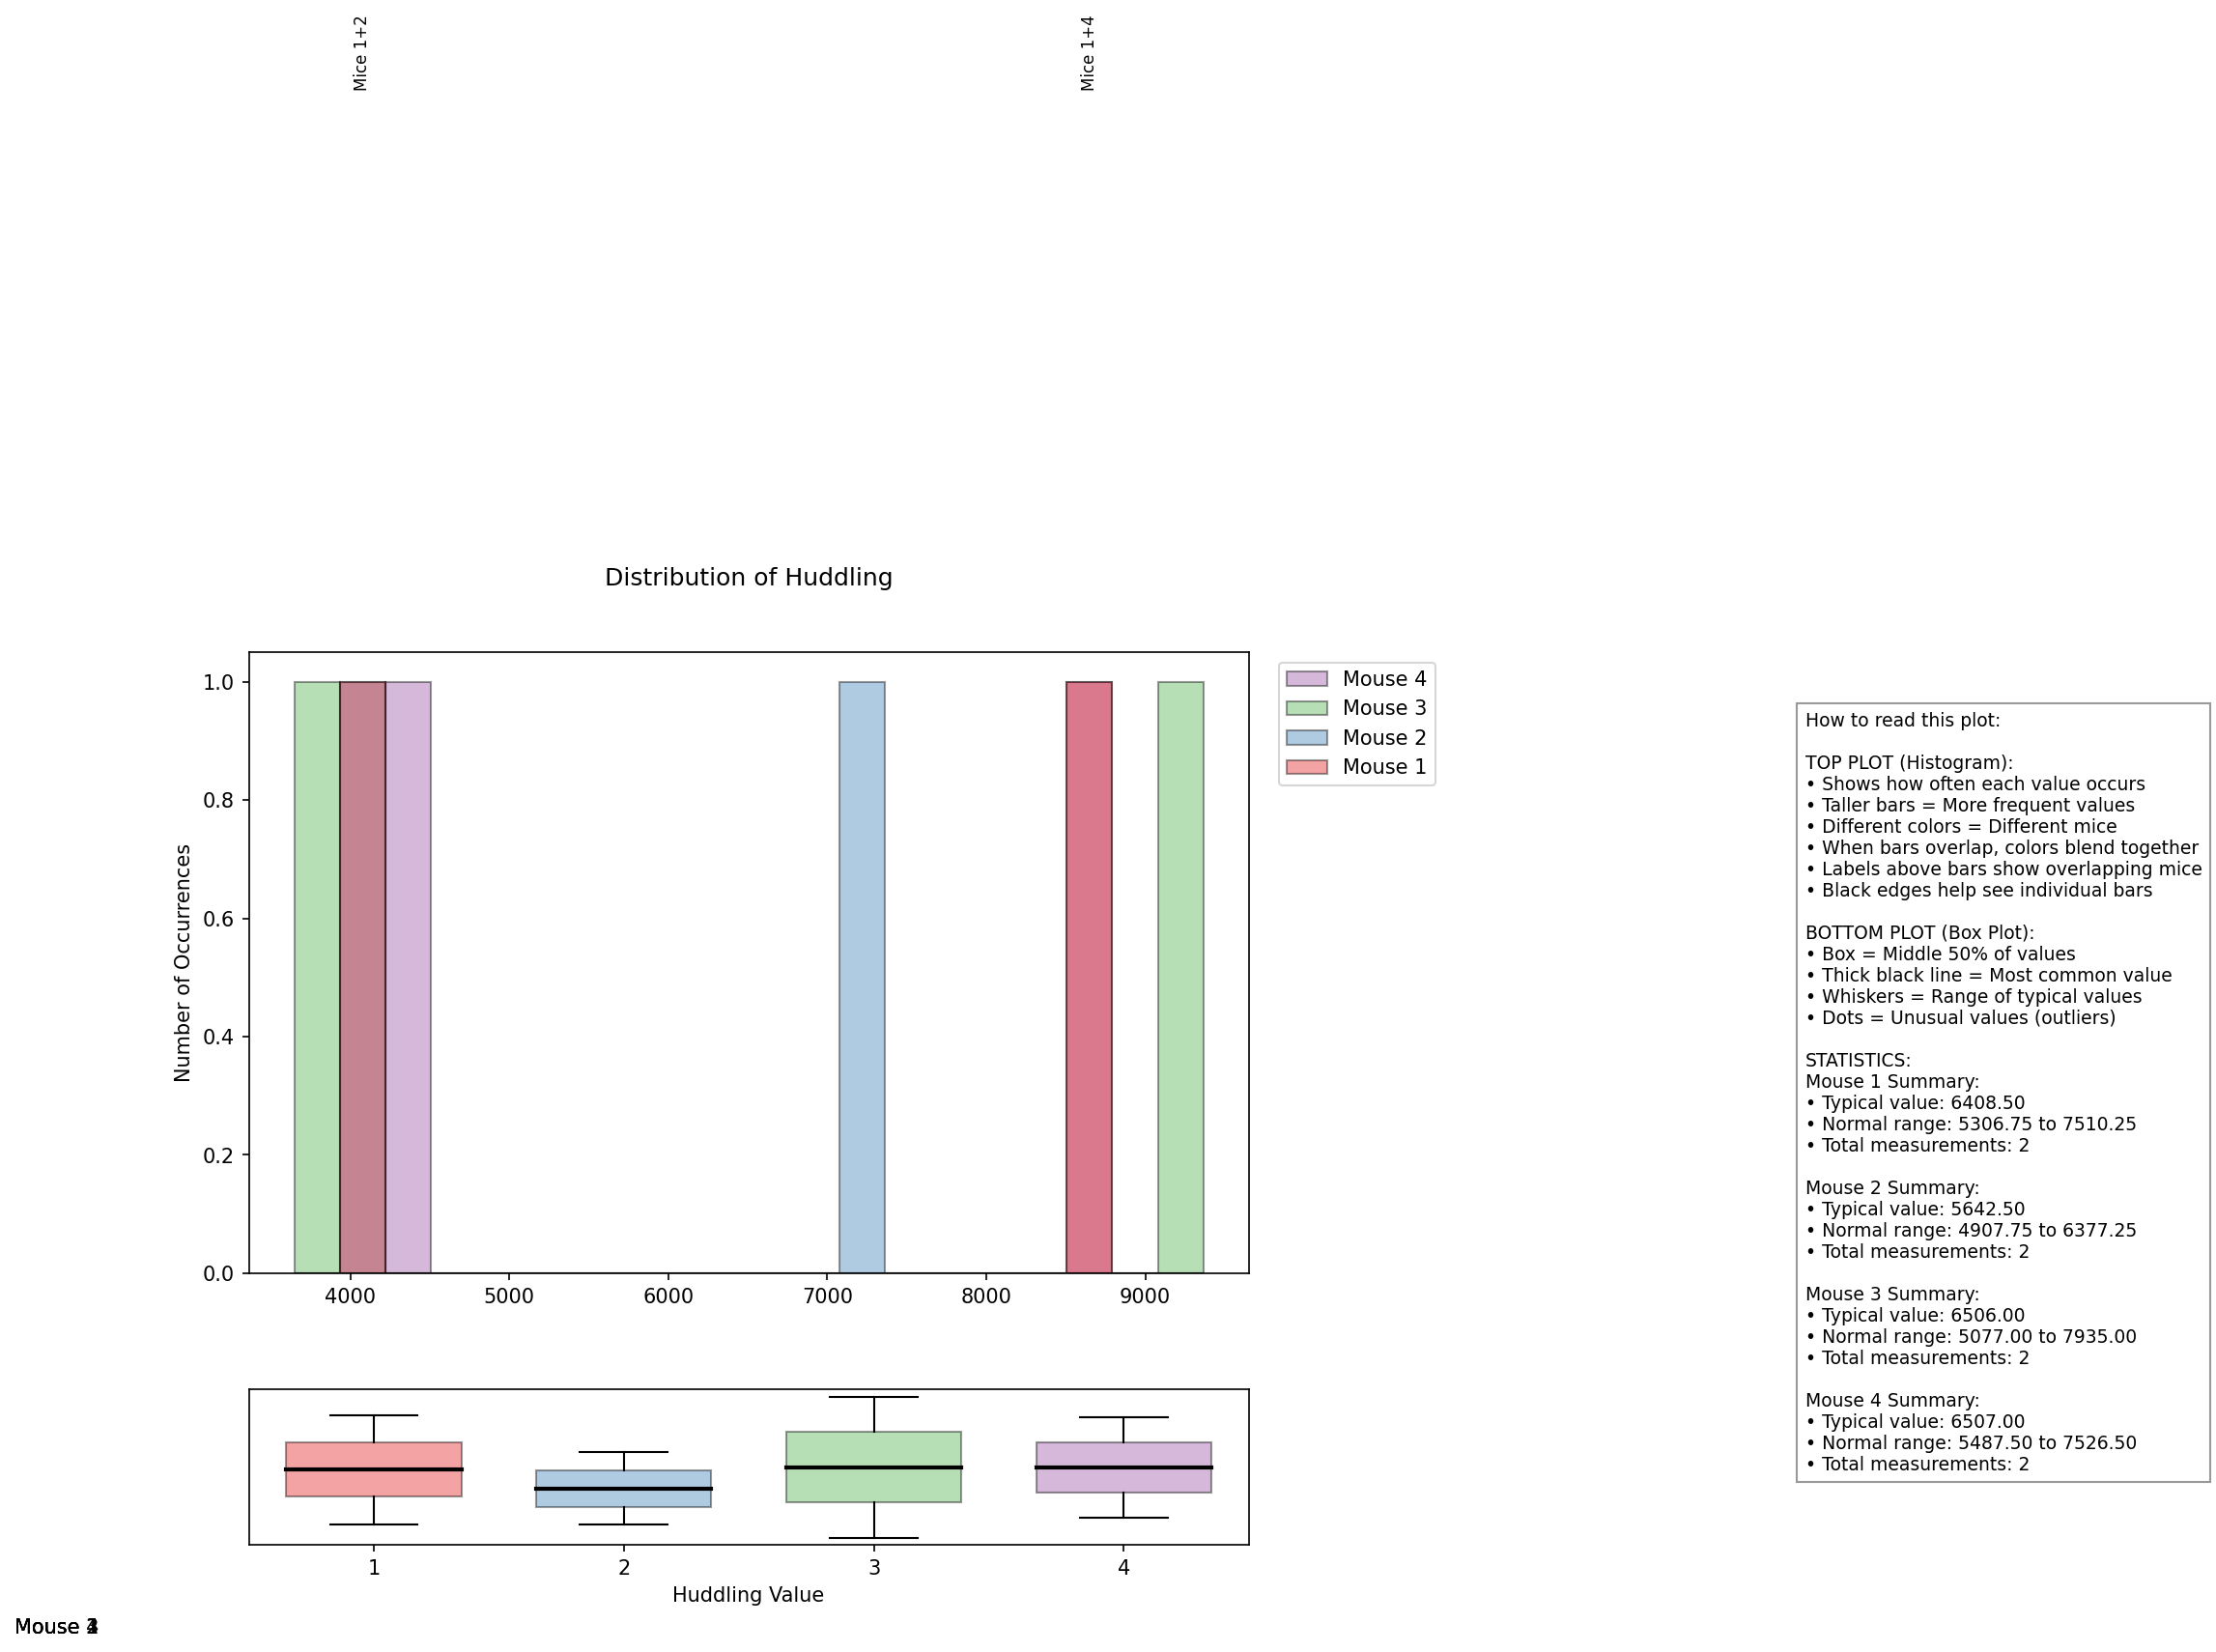 Mice 1+2
Mice 1+4
Distribution of Huddling
Number of Occurrences
1.0
0.8
0.6
0.4
0.2
0.0
4000 5000 6000 7000 8000 9000
Mouse 4
Mouse 3
Mouse 2
Mouse 1
1 2 3 4
Huddling Value
Mouse
How to read this plot:
TOP PLOT (Histogram):
• Shows how often each value occurs
• Taller bars = More frequent values
• Different colors = Different mice
• When bars overlap, colors blend together
• Labels above bars show overlapping mice
• Black edges help see individual bars
BOTTOM PLOT (Box Plot):
• Box = Middle 50% of values
• Thick black line = Most common value
• Whiskers = Range of typical values
• Dots = Unusual values (outliers)
STATISTICS:
Mouse 1 Summary:
• Typical value: 6408.50
• Normal range: 5306.75 to 7510.25
• Total measurements: 2
Mouse 2 Summary:
• Typical value: 5642.50
• Normal range: 4907.75 to 6377.25
• Total measurements: 2
Mouse 3 Summary:
• Typical value: 6506.00
• Normal range: 5077.00 to 7935.00
• Total measurements: 2
Mouse 4 Summary:
• Typical value: 6507.00
• Normal range: 5487.50 to 7526.50
• Total measurements: 2